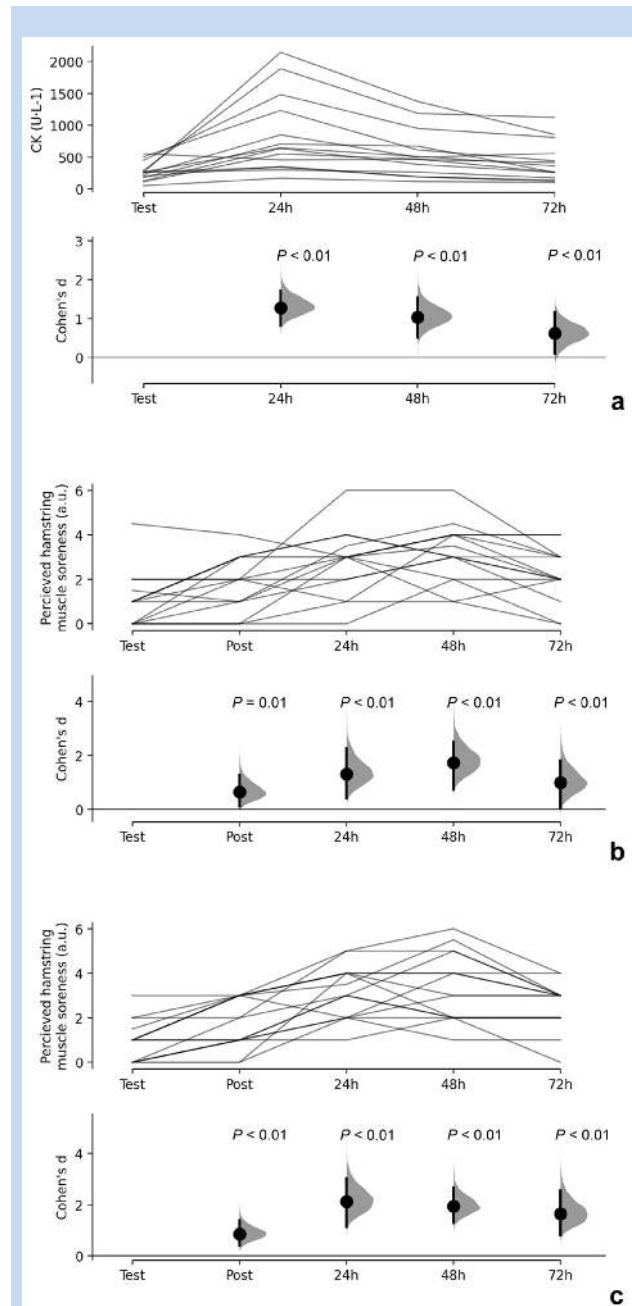 CK (U·L-1)
2000
1500
1000
500
0
Test 24h 48h 72h
Cohen's d
3
2
1
0
P < 0.01 P < 0.01 P < 0.01
Test 24h 48h 72h
a
Percieved hamstring
muscle soreness (a.u.)
6
4
2
0
Test Post 24h 48h 72h
Cohen's d
4
2
0
P = 0.01 P < 0.01 P < 0.01 P < 0.01
Test Post 24h 48h 72h
b
Percieved hamstring
muscle soreness (a.u.)
6
4
2
0
Test Post 24h 48h 72h
Cohen's d
4
2
0
P < 0.01 P < 0.01 P < 0.01 P < 0.01
Test Post 24h 48h 72h
c